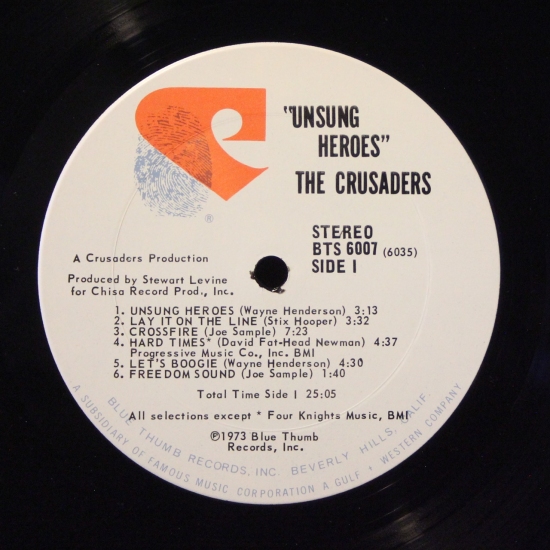 "UNSUNG
HEROES"
THE CRUSADERS
®
STEREO
BTS 6007 (6035)
SIDE 1
A Crusaders Production
Produced by Stewart Levine
for Chisa Record Prod., Inc.
1. UNSUNG HEROES (Wayne Henderson) 3:13
2. LAY IT ON THE LINE (Stix Hooper) 3:32
3. CROSSFIRE (Joe Sample) 7:23
4. HARD TIMES* (David Fat-Head Newman) 4:37
Progressive Music Co., Inc. BMI
5. LET'S BOOGIE (Wayne Henderson) 4:30
6. FREEDOM SOUND (Joe Sample) 1:40
Total Time Side 1 25:05
All selections except * Four Knights Music, BMI
℗1973 Blue Thumb
Records, Inc.
BLUE THUMB RECORDS, INC. BEVERLY HILLS, CALIF.
A SUBSIDIARY OF FAMOUS MUSIC CORPORATION A GULF + WESTERN COMPANY